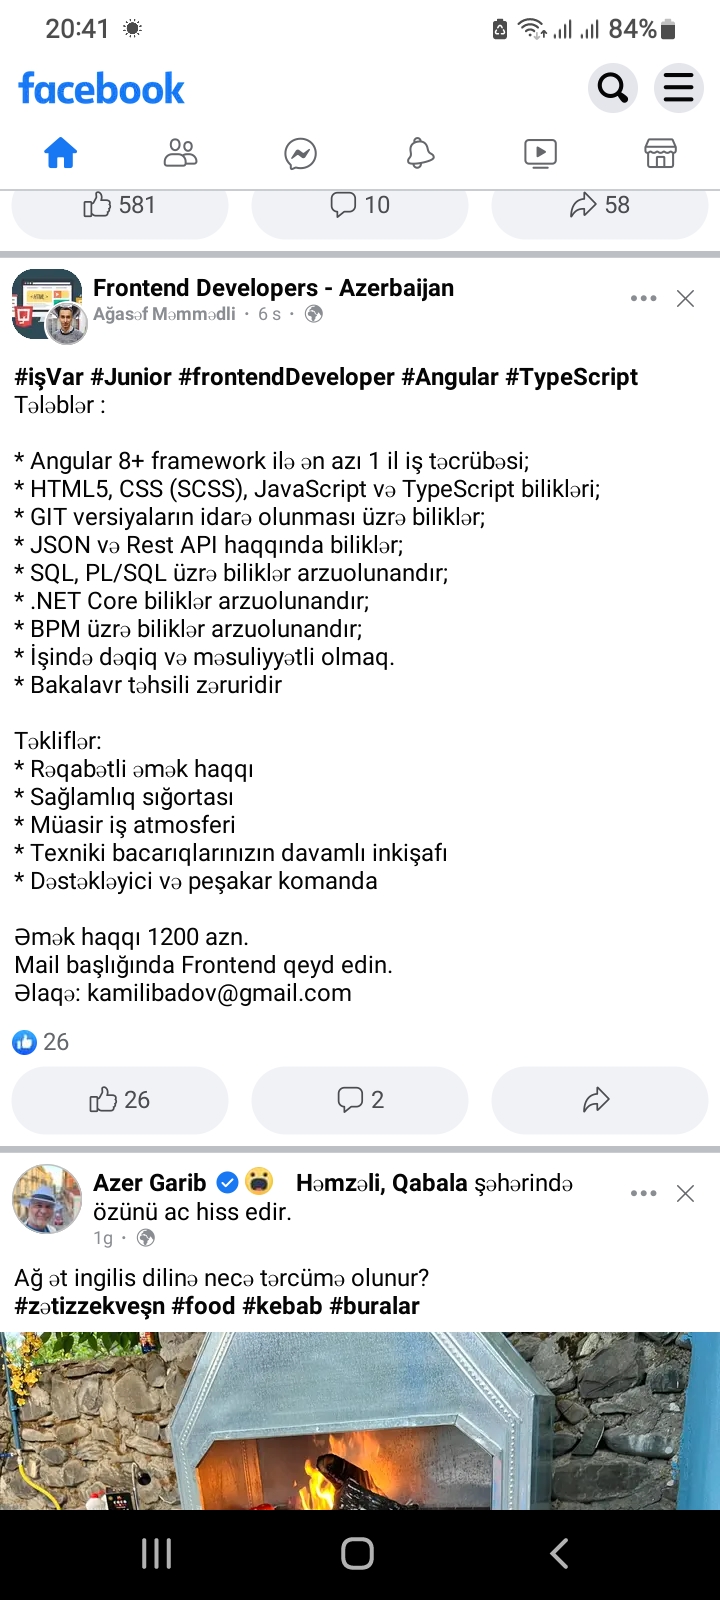 20:41
84%
facebook
581
10
58
Frontend Developers - Azerbaijan
Ağasəf Məmmədli · 6 s ·
#işVar #Junior #frontendDeveloper #Angular #TypeScript
Tələblər :
* Angular 8+ framework ilə ən azı 1 il iş təcrübəsi;
* HTML5, CSS (SCSS), JavaScript və TypeScript bilikləri;
* GIT versiyaların idarə olunması üzrə biliklər;
* JSON və Rest API haqqında biliklər;
* SQL, PL/SQL üzrə biliklər arzuolunandır;
* .NET Core biliklər arzuolunandır;
* BPM üzrə biliklər arzuolunandır;
* İşində dəqiq və məsuliyyətli olmaq.
* Bakalavr təhsili zəruridir
Təkliflər:
* Rəqabətli əmək haqqı
* Sağlamlıq sığortası
* Müasir iş atmosferi
* Texniki bacarıqlarınızın davamlı inkişafı
* Dəstəkləyici və peşakar komanda
Əmək haqqı 1200 azn.
Mail başlığında Frontend qeyd edin.
Əlaqə: kamilibadov@gmail.com
26
26
2
Azer Garib Həmzəli, Qabala şəhərində
özünü ac hiss edir.
1g ·
Ağ ət ingilis dilinə necə tərcümə olunur?
#zətizzekveşn #food #kebab #buralar